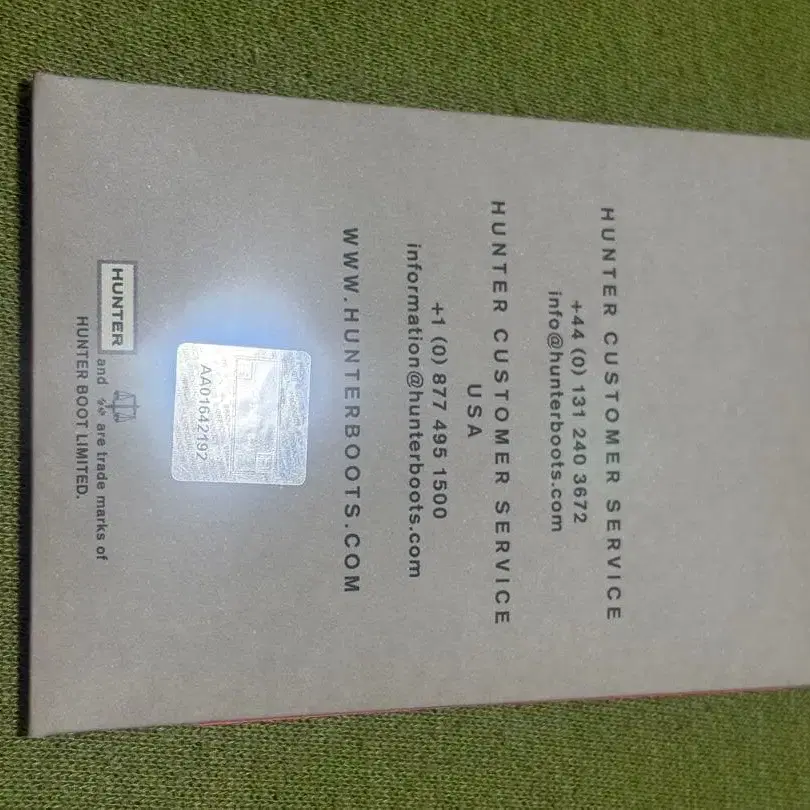 HUNTER CUSTOMER SERVICE
+44 (0) 131 240 3672
info@hunterboots.com
HUNTER CUSTOMER SERVICE
USA
+1 (0) 877 495 1500
information@hunterboots.com
WWW.HUNTERBOOTS.COM
AA01642192
HUNTER and are trade marks of
HUNTER BOOT LIMITED.